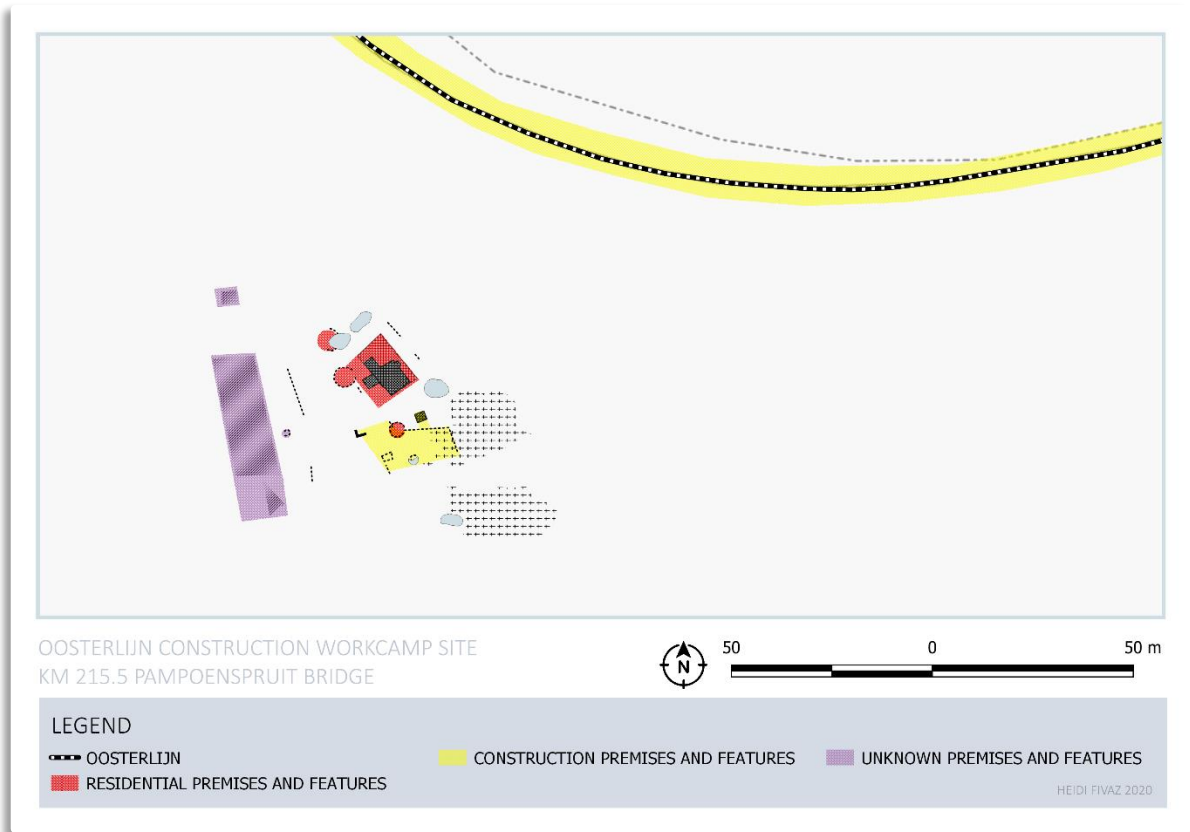 OOSTERLIJN CONSTRUCTION WORKCAMP SITE
KM 215.5 PAMPOENSPRUIT BRIDGE
N
50 0 50 m
LEGEND
OOSTERLIJN
CONSTRUCTION PREMISES AND FEATURES
UNKNOWN PREMISES AND FEATURES
RESIDENTIAL PREMISES AND FEATURES
HEIDI FIVAZ 2020